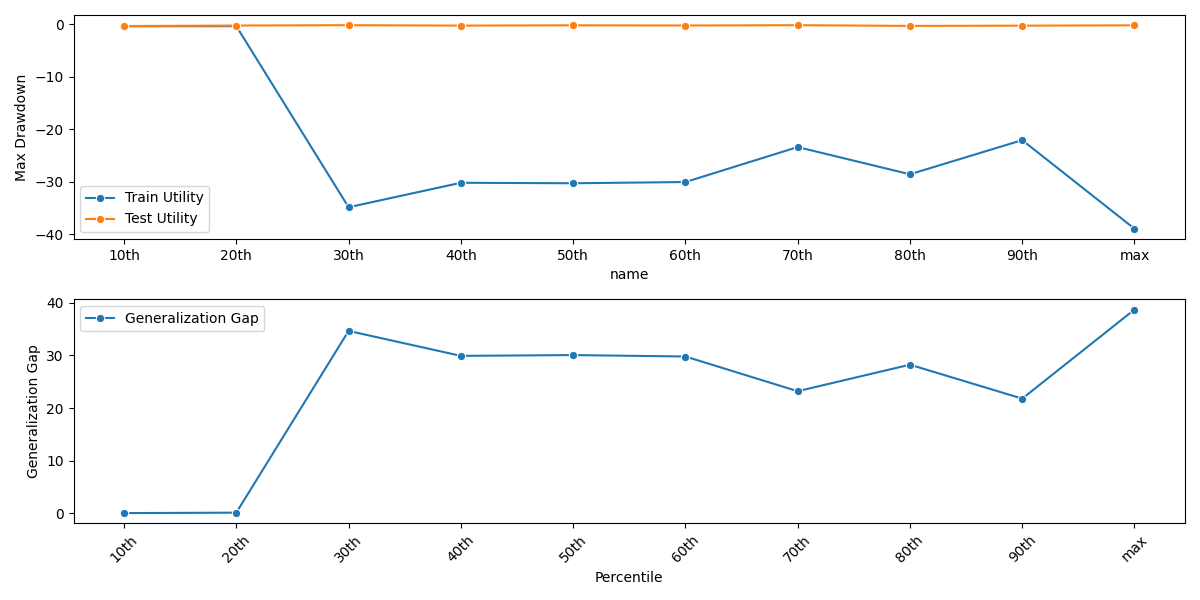 0
−10
−20
−30
−40
Max Drawdown
Train Utility
Test Utility
10th 20th 30th 40th 50th 60th 70th 80th 90th max
name
40
30
20
10
0
Generalization Gap
Generalization Gap
10th 20th 30th 40th 50th 60th 70th 80th 90th max
Percentile